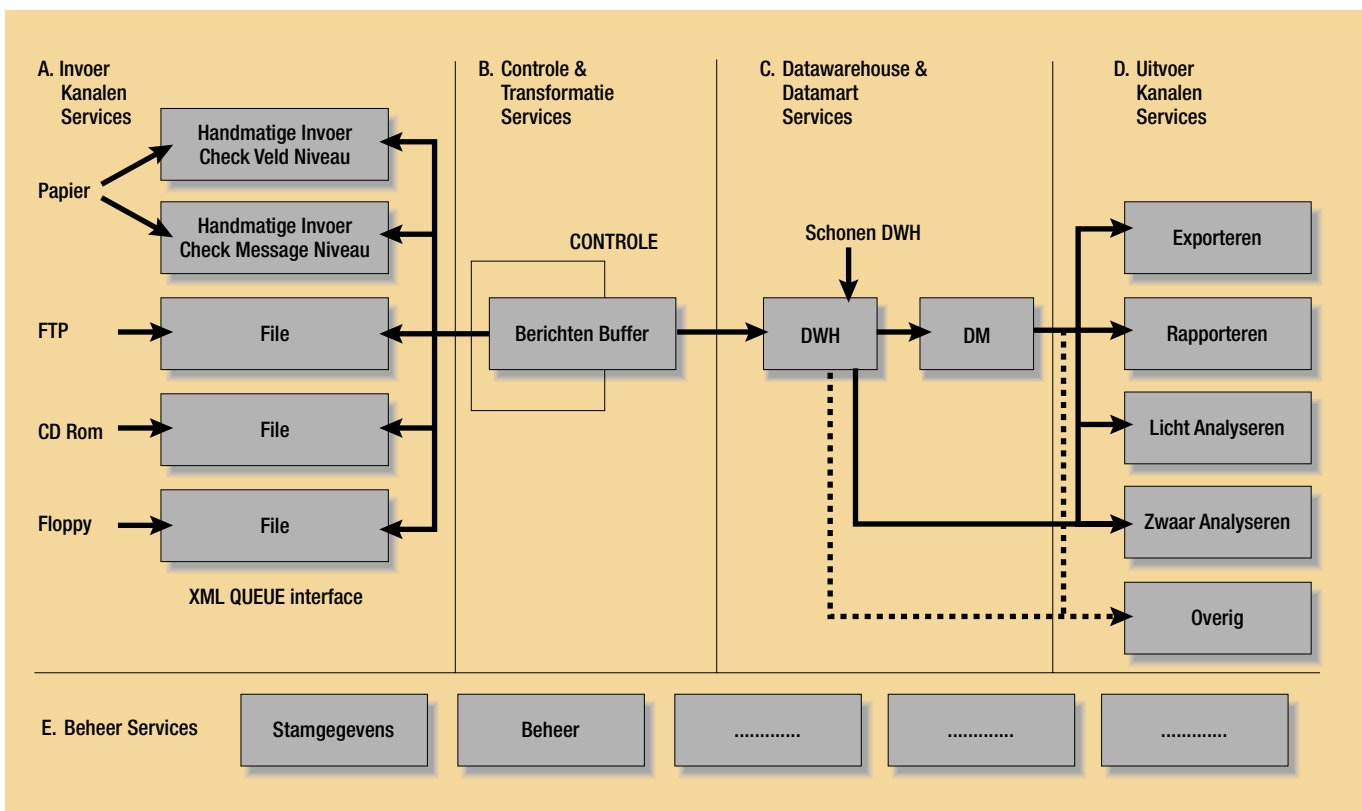 A. Invoer
Kanalen
Services
B. Controle &
Transformatie
Services
C. Datawarehouse &
Datamart
Services
D. Uitvoer
Kanalen
Services
Handmatige Invoer
Check Veld Niveau
Papier
Handmatige Invoer
Check Message Niveau
CONTROLE
Schonen DWH
Exporteren
FTP
File
Berichten Buffer
DWH
DM
Rapporteren
CD Rom
File
Licht Analyseren
Floppy
File
Zwaar Analyseren
XML QUEUE interface
Overig
E. Beheer Services
Stamgegevens
Beheer
.............
.............
.............